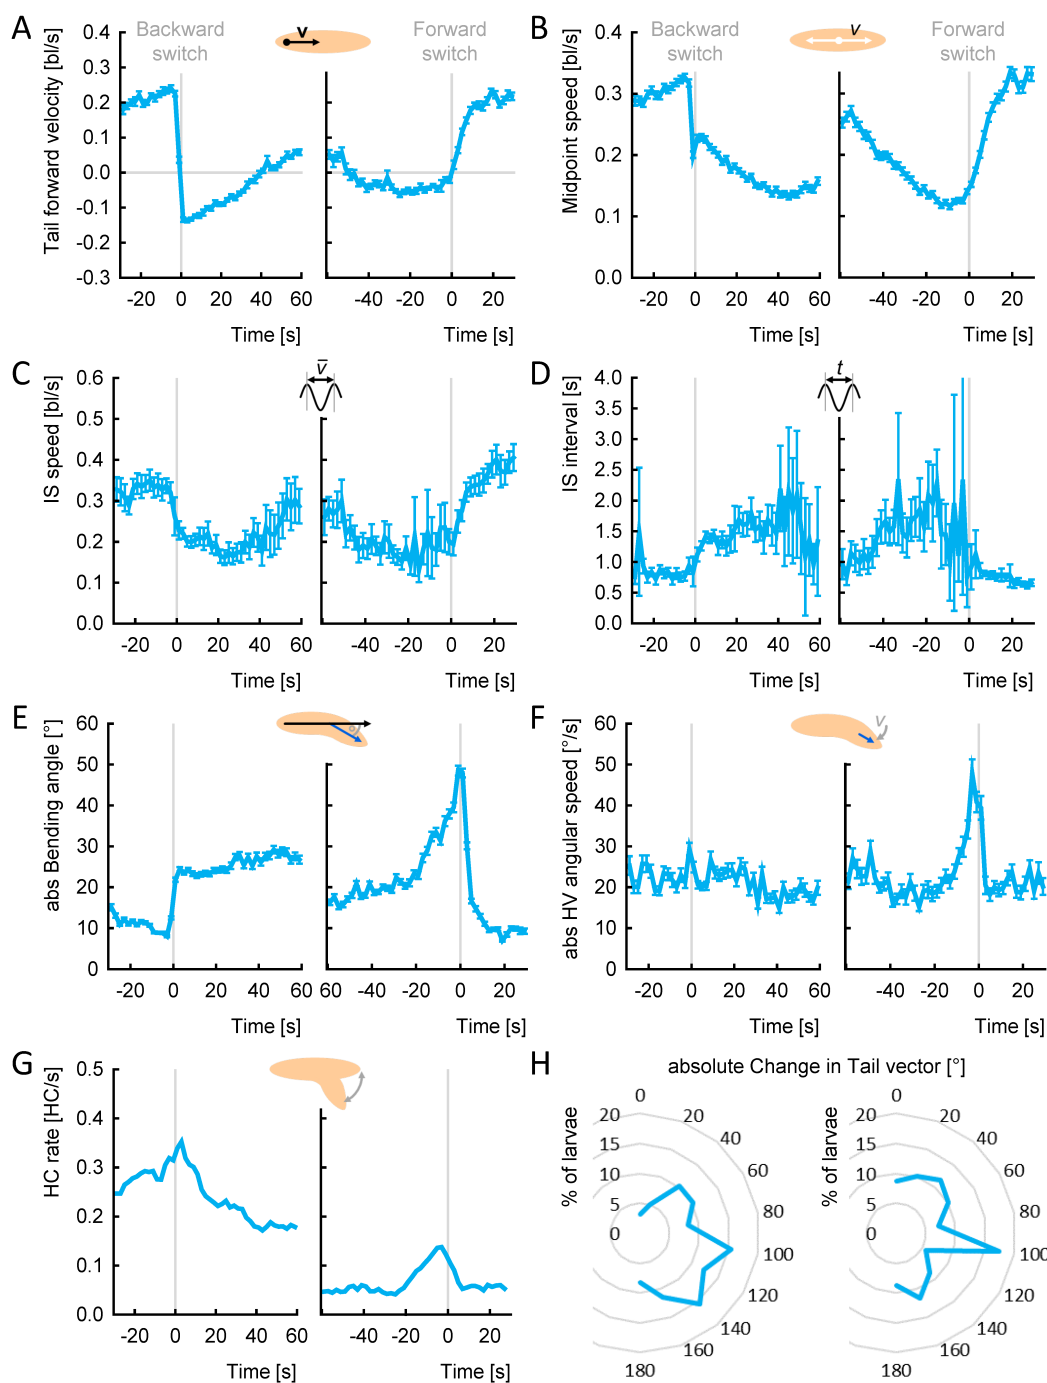 A
Tail forward velocity [bl/s]
0.4
0.3
0.2
0.1
0.0
-0.1
-0.2
-0.3
Backward
switch
v
Forward
switch
-20 0 20 40 60
-60 -40 -20 0 20
Time [s]
Time [s]
B
Midpoint speed [bl/s]
0.4
0.3
0.2
0.1
0.0
Backward
switch
v
Forward
switch
-20 0 20 40 60
-40 -20 0 20
Time [s]
Time [s]
C
IS speed [bl/s]
0.6
0.4
0.3
0.2
0.1
0.0
v̅
-20 0 20 40 60
-40 -20 0 20
Time [s]
Time [s]
D
IS interval [s]
4.0
3.5
3.0
2.5
2.0
1.5
1.0
0.5
0.0
t
-20 0 20 40 60
-40 -20 0 20
Time [s]
Time [s]
E
abs Bending angle [°]
60
50
40
30
20
10
0
-20 0 20 40 60
60 -40 -20 0 20
Time [s]
Time [s]
F
abs HV angular speed [°/s]
60
50
40
30
20
10
0
v
-20 0 20 40 60
-40 -20 0 20
Time [s]
Time [s]
G
HC rate [HC/s]
0.5
0.3
0.2
0.1
0.0
-20 0 20 40 60
-40 -20 0 20
Time [s]
Time [s]
H
absolute Change in Tail vector [°]
% of larvae
20
15
10
5
0
0
20
40
60
80
100
120
140
160
180
% of larvae
20
15
10
5
0
0
20
40
60
80
100
120
140
160
180